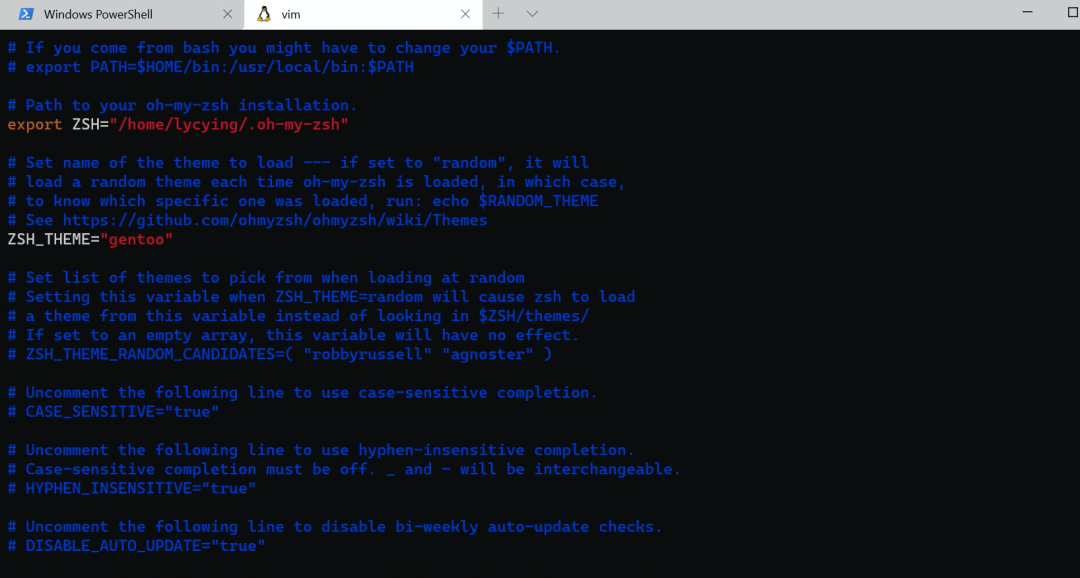 Windows PowerShell
vim
# If you come from bash you might have to change your $PATH.
# export PATH=$HOME/bin:/usr/local/bin:$PATH
# Path to your oh-my-zsh installation.
export ZSH="/home/lycying/.oh-my-zsh"
# Set name of the theme to load --- if set to "random", it will
# load a random theme each time oh-my-zsh is loaded, in which case,
# to know which specific one was loaded, run: echo $RANDOM_THEME
# See https://github.com/ohmyzsh/ohmyzsh/wiki/Themes
ZSH_THEME="gentoo"
# Set list of themes to pick from when loading at random
# Setting this variable when ZSH_THEME=random will cause zsh to load
# a theme from this variable instead of looking in $ZSH/themes/
# If set to an empty array, this variable will have no effect.
# ZSH_THEME_RANDOM_CANDIDATES=( "robbyrussell" "agnoster" )
# Uncomment the following line to use case-sensitive completion.
# CASE_SENSITIVE="true"
# Uncomment the following line to use hyphen-insensitive completion.
# Case-sensitive completion must be off. _ and - will be interchangeable.
# HYPHEN_INSENSITIVE="true"
# Uncomment the following line to disable bi-weekly auto-update checks.
# DISABLE_AUTO_UPDATE="true"